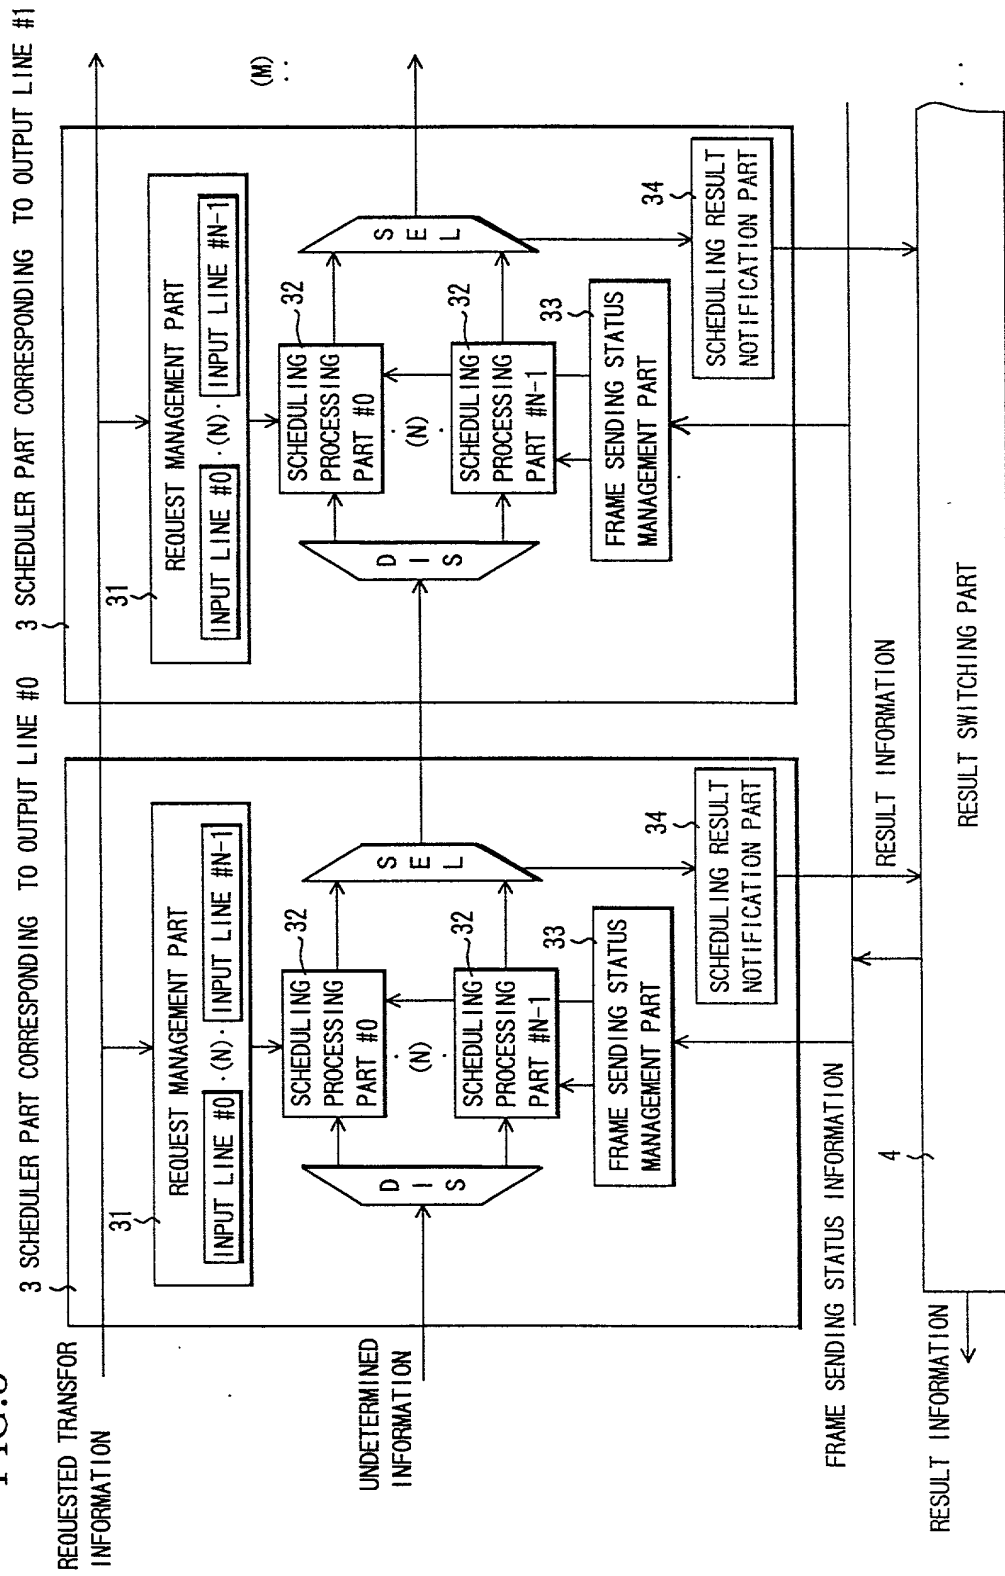 REQUESTED TRANSFOR
INFORMATION
3 SCHEDULER PART CORRESPONDING TO OUTPUT LINE #0
31
REQUEST MANAGEMENT PART
INPUT LINE #0 ·(N)· INPUT LINE #N-1
UNDETERMINED
INFORMATION
DIS
32
SCHEDULING
PROCESSING
PART #0
(N)
32
SCHEDULING
PROCESSING
PART #N-1
SEL
33
FRAME SENDING STATUS
MANAGEMENT PART
34
SCHEDULING RESULT
NOTIFICATION PART
3 SCHEDULER PART CORRESPONDING TO OUTPUT LINE #1
31
REQUEST MANAGEMENT PART
INPUT LINE #0 ·(N)· INPUT LINE #N-1
DIS
32
SCHEDULING
PROCESSING
PART #0
(N)
32
SCHEDULING
PROCESSING
PART #N-1
SEL
33
FRAME SENDING STATUS
MANAGEMENT PART
34
SCHEDULING RESULT
NOTIFICATION PART
(M)
..
FRAME SENDING STATUS INFORMATION
RESULT INFORMATION
4
RESULT SWITCHING PART
..
RESULT INFORMATION